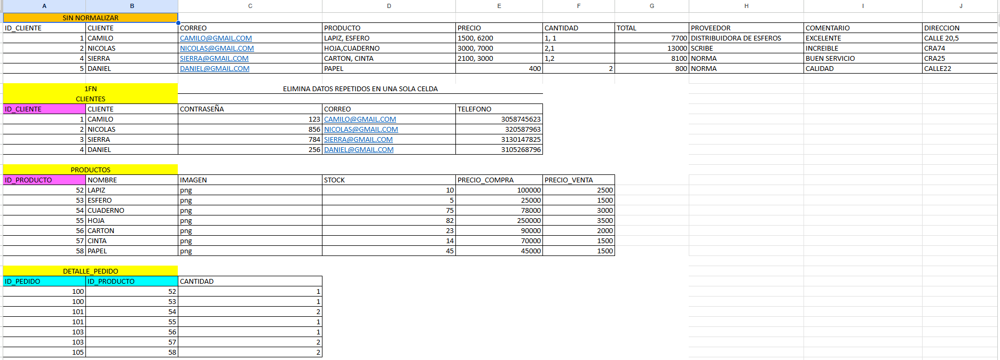 A B C D E F G H I J
SIN NORMALIZAR
ID_CLIENTE CLIENTE CORREO PRODUCTO PRECIO CANTIDAD TOTAL PROVEEDOR COMENTARIO DIRECCION
1 CAMILO CAMILO@GMAIL.COM LAPIZ, ESFERO 1500, 6200 1, 1 7700 DISTRIBUIDORA DE ESFEROS EXCELENTE CALLE 20,5
2 NICOLAS NICOLAS@GMAIL.COM HOJA,CUADERNO 3000, 7000 2,1 13000 SCRIBE INCREIBLE CRA74
4 SIERRA SIERRA@GMAIL.COM CARTON, CINTA 2100, 3000 1,2 8100 NORMA BUEN SERVICIO CRA25
5 DANIEL DANIEL@GMAIL.COM PAPEL 400 2 800 NORMA CALIDAD CALLE22
1FN ELIMINA DATOS REPETIDOS EN UNA SOLA CELDA
CLIENTES
ID_CLIENTE CLIENTE CONTRASEÑA CORREO TELEFONO
1 CAMILO 123 CAMILO@GMAIL.COM 3058745623
2 NICOLAS 856 NICOLAS@GMAIL.COM 320587963
3 SIERRA 784 SIERRA@GMAIL.COM 3130147825
4 DANIEL 256 DANIEL@GMAIL.COM 3105268796
PRODUCTOS
ID_PRODUCTO NOMBRE IMAGEN STOCK PRECIO_COMPRA PRECIO_VENTA
52 LAPIZ png 10 100000 2500
53 ESFERO png 5 25000 1500
54 CUADERNO png 75 78000 3000
55 HOJA png 82 250000 3500
56 CARTON png 23 90000 2000
57 CINTA png 14 70000 1500
58 PAPEL png 45 45000 1500
DETALLE_PEDIDO
ID_PEDIDO ID_PRODUCTO CANTIDAD
100 52 1
100 53 1
101 54 2
101 55 1
103 56 1
103 57 2
105 58 2